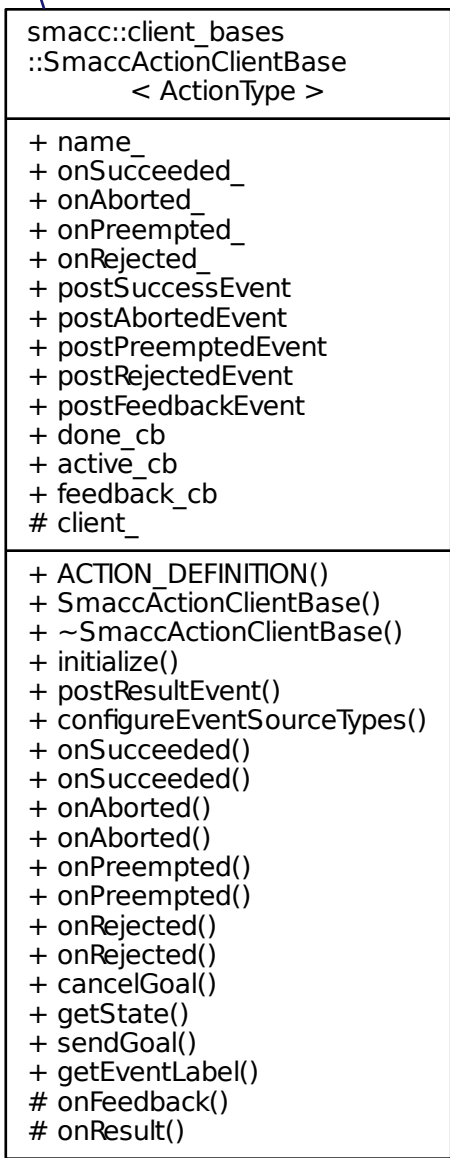 smacc::client_bases
::SmaccActionClientBase
< ActionType >
+ name_
+ onSucceeded_
+ onAborted_
+ onPreempted_
+ onRejected_
+ postSuccessEvent
+ postAbortedEvent
+ postPreemptedEvent
+ postRejectedEvent
+ postFeedbackEvent
+ done_cb
+ active_cb
+ feedback_cb
# client_
+ ACTION_DEFINITION()
+ SmaccActionClientBase()
+ ~SmaccActionClientBase()
+ initialize()
+ postResultEvent()
+ configureEventSourceTypes()
+ onSucceeded()
+ onSucceeded()
+ onAborted()
+ onAborted()
+ onPreempted()
+ onPreempted()
+ onRejected()
+ onRejected()
+ cancelGoal()
+ getState()
+ sendGoal()
+ getEventLabel()
# onFeedback()
# onResult()